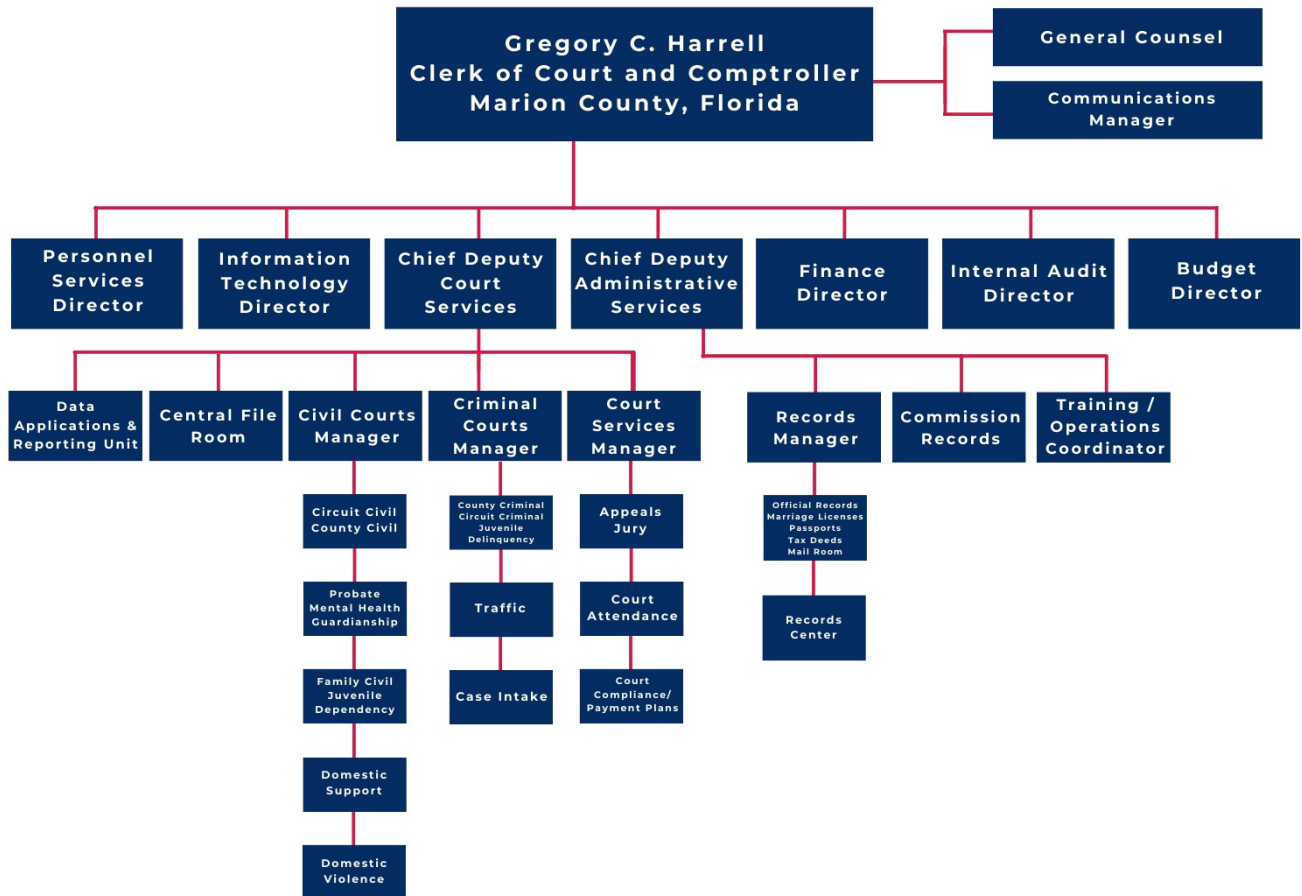 Gregory C. Harrell
Clerk of Court and Comptroller
Marion County, Florida
General Counsel
Communications
Manager
Personnel
Services
Director
Information
Technology
Director
Chief Deputy
Court
Services
Chief Deputy
Administrative
Services
Finance
Director
Internal Audit
Director
Budget
Director
Data
Applications &
Reporting Unit
Central File
Room
Civil Courts
Manager
Criminal
Courts
Manager
Court
Services
Manager
Records
Manager
Commission
Records
Training /
Operations
Coordinator
Circuit Civil
County Civil
County Criminal
Circuit Criminal
Juvenile
Delinquency
Appeals
Jury
Official Records
Marriage Licenses
Passports
Tax Deeds
Mail Room
Probate
Mental Health
Guardianship
Traffic
Court
Attendance
Records
Center
Family Civil
Juvenile
Dependency
Case Intake
Court
Compliance/
Payment Plans
Domestic
Support
Domestic
Violence